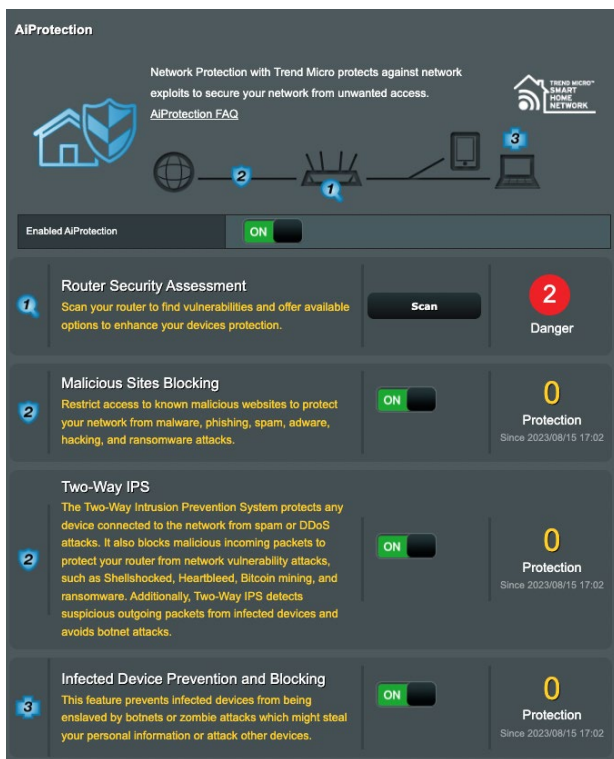 AiProtection
Network Protection with Trend Micro protects against network
exploits to secure your network from unwanted access.
AiProtection FAQ
TREND MICRO™
SMART
HOME
NETWORK
3
2
1
Enabled AiProtection
ON
1
Router Security Assessment
Scan your router to find vulnerabilities and offer available
options to enhance your devices protection.
Scan
2
Danger
2
Malicious Sites Blocking
Restrict access to known malicious websites to protect
your network from malware, phishing, spam, adware,
hacking, and ransomware attacks.
ON
0
Protection
Since 2023/08/15 17:02
2
Two-Way IPS
The Two-Way Intrusion Prevention System protects any
device connected to the network from spam or DDoS
attacks. It also blocks malicious incoming packets to
protect your router from network vulnerability attacks,
such as Shellshocked, Heartbleed, Bitcoin mining, and
ransomware. Additionally, Two-Way IPS detects
suspicious outgoing packets from infected devices and
avoids botnet attacks.
ON
0
Protection
Since 2023/08/15 17:02
3
Infected Device Prevention and Blocking
This feature prevents infected devices from being
enslaved by botnets or zombie attacks which might steal
your personal information or attack other devices.
ON
0
Protection
Since 2023/08/15 17:02